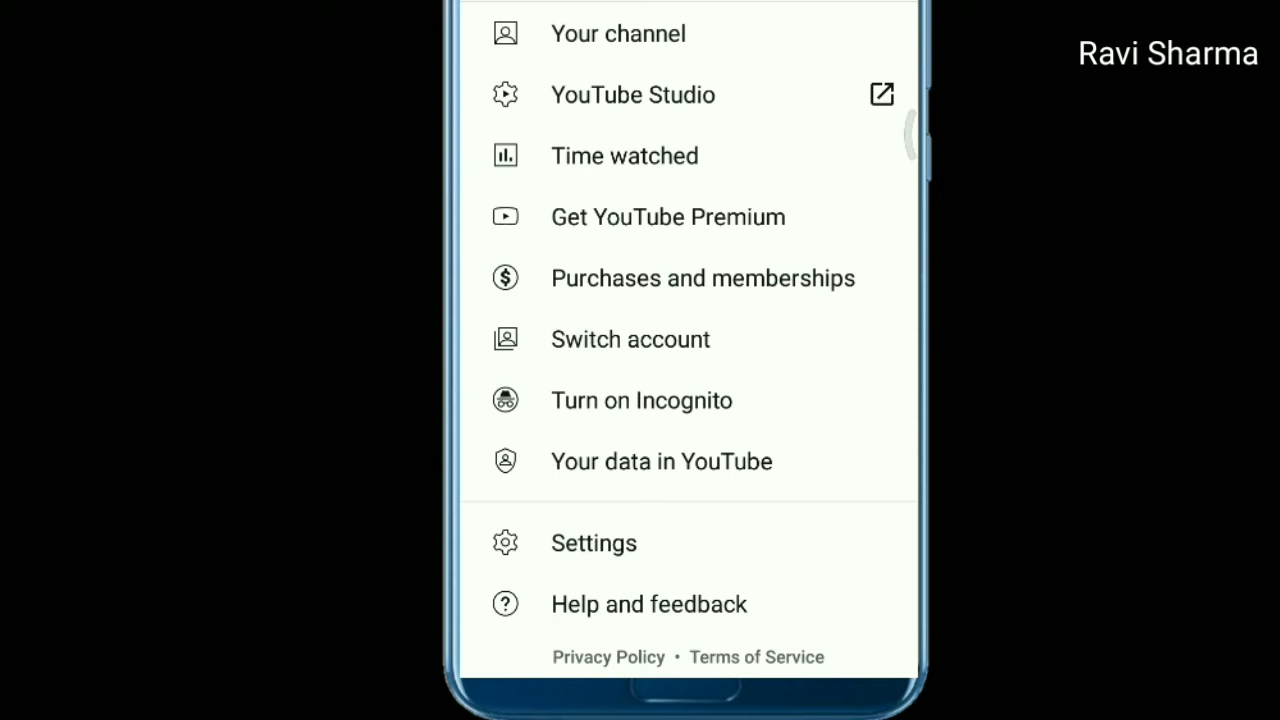 Your channel
Ravi Sharma
YouTube Studio
Time watched
Get YouTube Premium
Purchases and memberships
Switch account
Turn on Incognito
Your data in YouTube
Settings
Help and feedback
Privacy Policy • Terms of Service